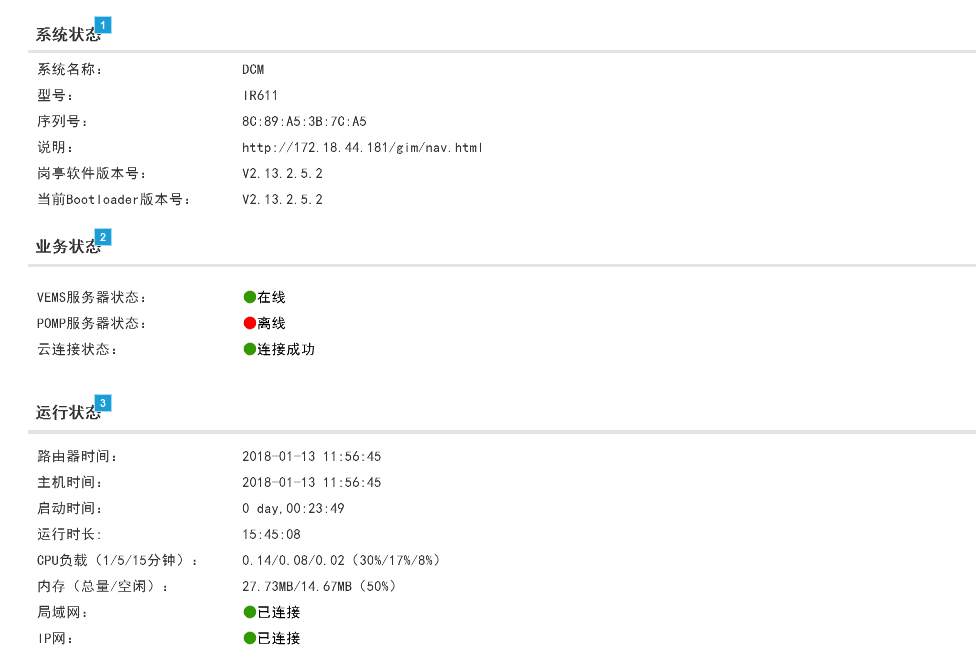 系统状态 1
系统名称: DCM
型号: IR611
序列号: 8C:89:A5:3B:7C:A5
说明: http://172.18.44.181/gim/nav.html
岗亭软件版本号: V2.13.2.5.2
当前Bootloader版本号: V2.13.2.5.2
业务状态 2
VEMS服务器状态: 在线
POMP服务器状态: 离线
云连接状态: 连接成功
运行状态 3
路由器时间: 2018-01-13 11:56:45
主机时间: 2018-01-13 11:56:45
启动时间: 0 day,00:23:49
运行时长: 15:45:08
CPU负载（1/5/15分钟）: 0.14/0.08/0.02（30%/17%/8%）
内存（总量/空闲）: 27.73MB/14.67MB（50%）
局域网: 已连接
IP网: 已连接